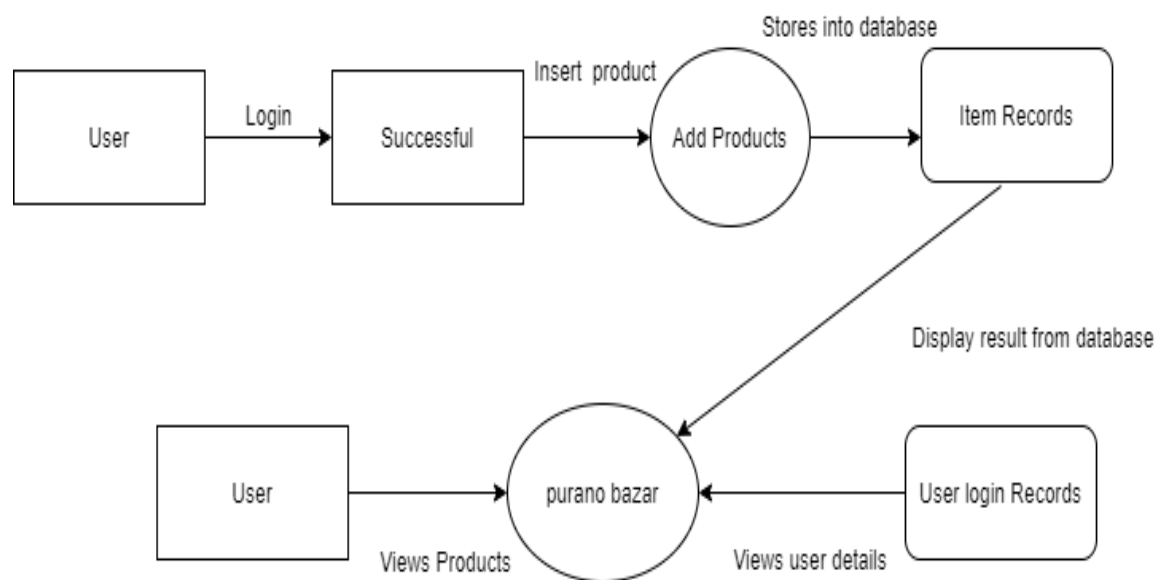 Stores into database
Insert product
Login
User
Successful
Add Products
Item Records
Display result from database
User
purano bazar
User login Records
Views Products
Views user details